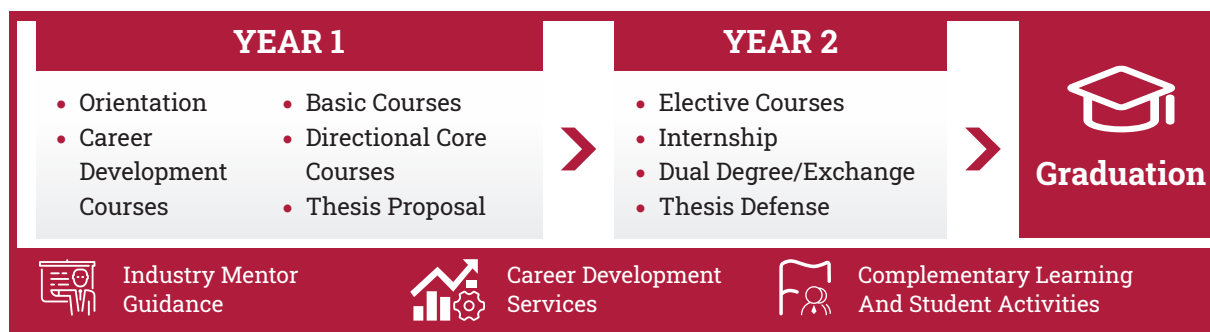 YEAR 1
• Orientation
• Career
Development
Courses
• Basic Courses
• Directional Core
Courses
• Thesis Proposal
YEAR 2
• Elective Courses
• Internship
• Dual Degree/Exchange
• Thesis Defense
Graduation
Industry Mentor
Guidance
Career Development
Services
Complementary Learning
And Student Activities